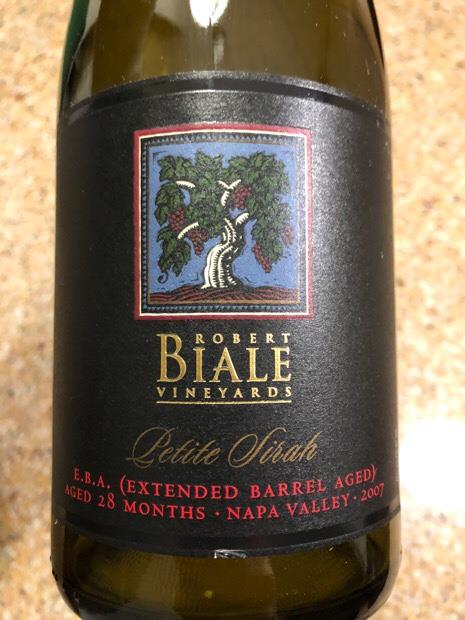 ROBERT
BIALE
VINEYARDS
Petite Sirah
E.B.A. (EXTENDED BARREL AGED)
AGED 28 MONTHS · NAPA VALLEY · 2007